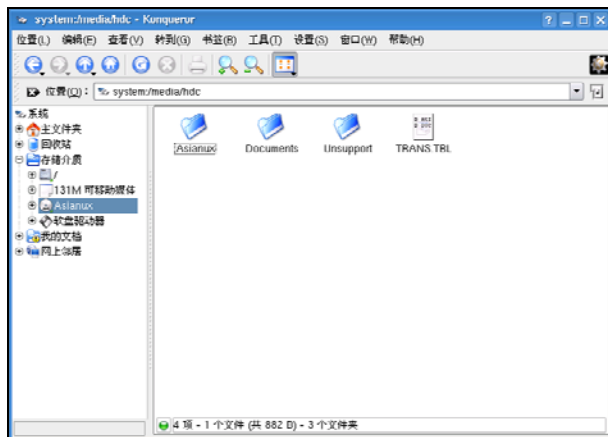 system:/media/hdc - Konqueror
位置(L) 编辑(E) 查看(V) 转到(G) 书签(B) 工具(T) 设置(S) 窗口(W) 帮助(H)
位置(O): system:/media/hdc
系统
主文件夹
回收站
存储介质
/
131M 可移动媒体
Asianux
软盘驱动器
我的文档
网上邻居
Asianux Documents Unsupport TRANS.TBL
4 项 - 1 个文件 (共 882 B) - 3 个文件夹